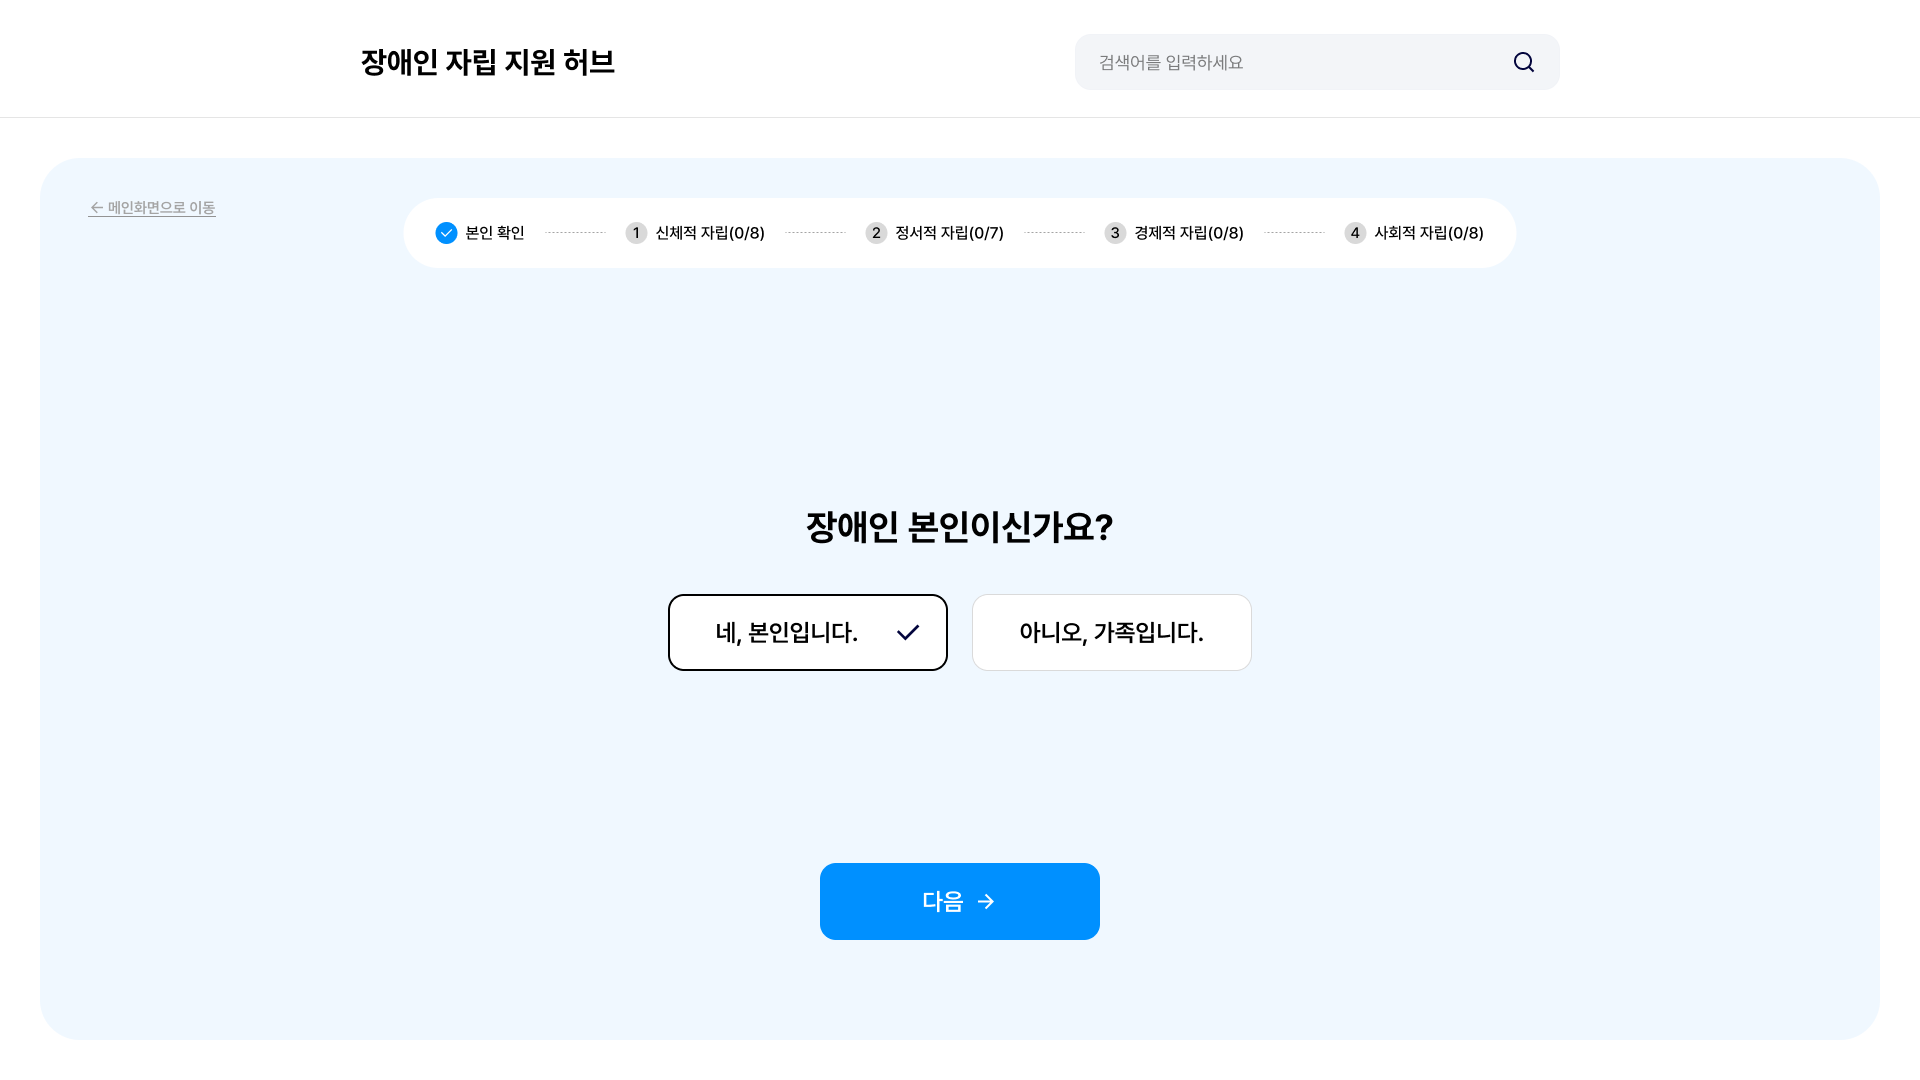 장애인 자립 지원 허브
검색어를 입력하세요
← 메인화면으로 이동
본인 확인
1 신체적 자립(0/8)
2 정서적 자립(0/7)
3 경제적 자립(0/8)
4 사회적 자립(0/8)
장애인 본인이신가요?
네, 본인입니다.
아니오, 가족입니다.
다음 →